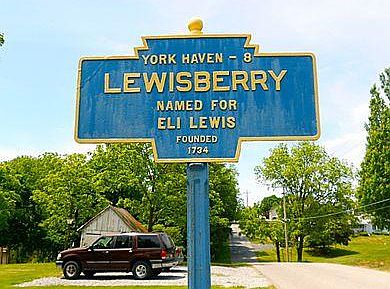 YORK HAVEN - 8
LEWISBERRY
NAMED FOR
ELI LEWIS
FOUNDED
1734